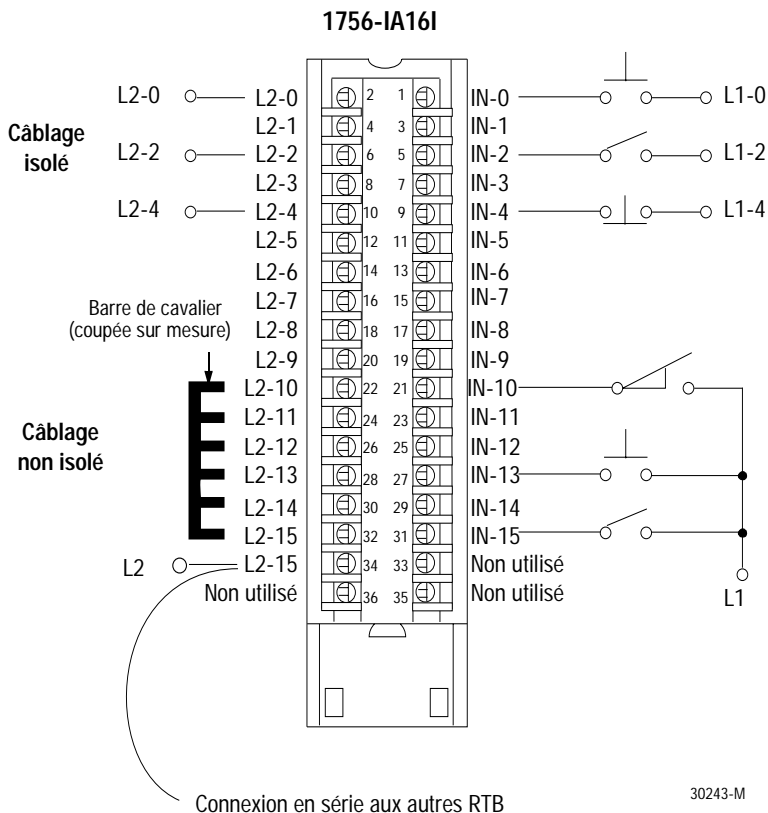 1756-IA16I
L2-0 L2-0 2 1 IN-0 L1-0
L2-1 4 3 IN-1
Câblage
isolé
L2-2 L2-2 6 5 IN-2 L1-2
L2-3 8 7 IN-3
L2-4 L2-4 10 9 IN-4 L1-4
L2-5 12 11 IN-5
L2-6 14 13 IN-6
L2-7 16 15 IN-7
Barre de cavalier
(coupée sur mesure)
L2-8 18 17 IN-8
L2-9 20 19 IN-9
L2-10 22 21 IN-10
L2-11 24 23 IN-11
Câblage
non isolé
L2-12 26 25 IN-12
L2-13 28 27 IN-13
L2-14 30 29 IN-14
L2-15 32 31 IN-15
L2 L2-15 34 33 Non utilisé
Non utilisé 36 35 Non utilisé
L1
Connexion en série aux autres RTB
30243-M